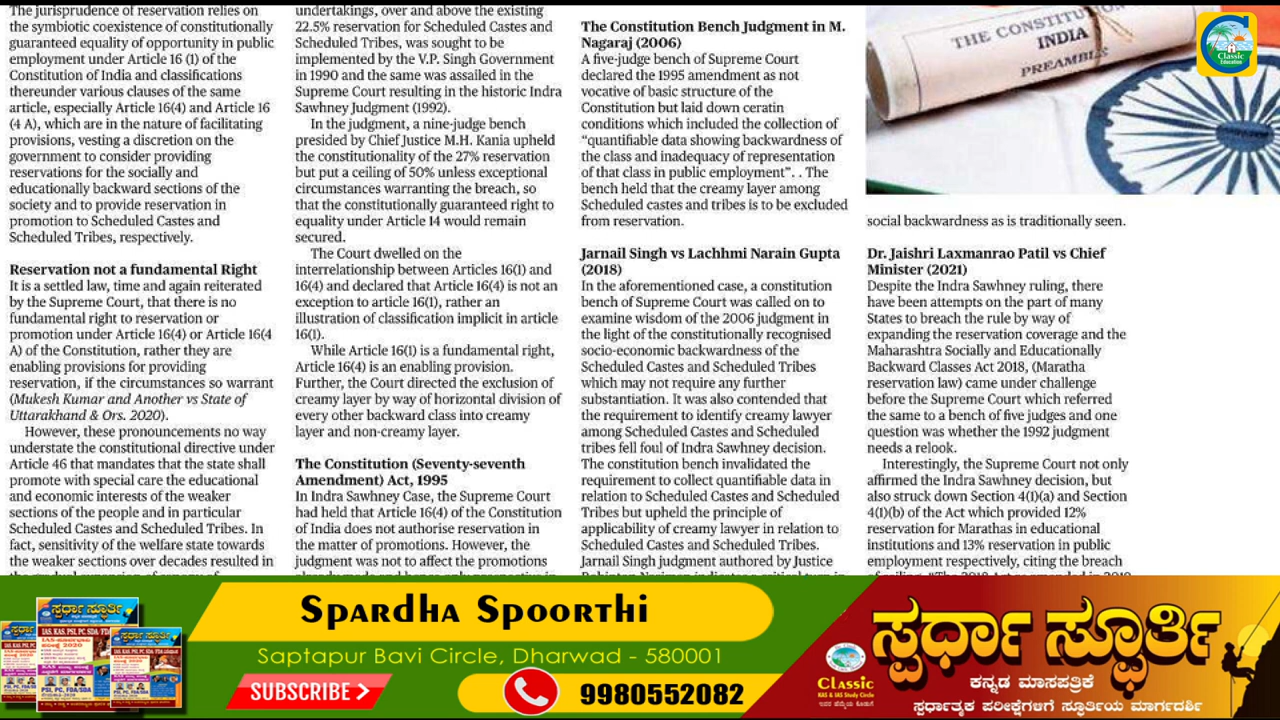 The jurisprudence of reservation relies on
the symbiotic coexistence of constitutionally
guaranteed equality of opportunity in public
employment under Article 16 (1) of the
Constitution of India and classifications
thereunder various clauses of the same
article, especially Article 16(4) and Article 16
(4 A), which are in the nature of facilitating
provisions, vesting a discretion on the
government to consider providing
reservations for the socially and
educationally backward sections of the
society and to provide reservation in
promotion to Scheduled Castes and
Scheduled Tribes, respectively.
Reservation not a fundamental Right
It is a settled law, time and again reiterated
by the Supreme Court, that there is no
fundamental right to reservation or
promotion under Article 16(4) or Article 16(4
A) of the Constitution, rather they are
enabling provisions for providing
reservation, if the circumstances so warrant
(Mukesh Kumar and Another vs State of
Uttarakhand & Ors. 2020).
However, these pronouncements no way
understate the constitutional directive under
Article 46 that mandates that the state shall
promote with special care the educational
and economic interests of the weaker
sections of the people and in particular
Scheduled Castes and Scheduled Tribes. In
fact, sensitivity of the welfare state towards
the weaker sections over decades resulted in
undertakings, over and above the existing
22.5% reservation for Scheduled Castes and
Scheduled Tribes, was sought to be
implemented by the V.P. Singh Government
in 1990 and the same was assailed in the
Supreme Court resulting in the historic Indra
Sawhney Judgment (1992).
In the judgment, a nine-judge bench
presided by Chief Justice M.H. Kania upheld
the constitutionality of the 27% reservation
but put a ceiling of 50% unless exceptional
circumstances warranting the breach, so
that the constitutionally guaranteed right to
equality under Article 14 would remain
secured.
The Court dwelled on the
interrelationship between Articles 16(1) and
16(4) and declared that Article 16(4) is not an
exception to article 16(1), rather an
illustration of classification implicit in article
16(1).
While Article 16(1) is a fundamental right,
Article 16(4) is an enabling provision.
Further, the Court directed the exclusion of
creamy layer by way of horizontal division of
every other backward class into creamy
layer and non-creamy layer.
The Constitution (Seventy-seventh
Amendment) Act, 1995
In Indra Sawhney Case, the Supreme Court
had held that Article 16(4) of the Constitution
of India does not authorise reservation in
the matter of promotions. However, the
judgment was not to affect the promotions
The Constitution Bench Judgment in M.
Nagaraj (2006)
A five-judge bench of Supreme Court
declared the 1995 amendment as not
vocative of basic structure of the
Constitution but laid down ceratin
conditions which included the collection of
“quantifiable data showing backwardness of
the class and inadequacy of representation
of that class in public employment”. . The
bench held that the creamy layer among
Scheduled castes and tribes is to be excluded
from reservation.
Jarnail Singh vs Lachhmi Narain Gupta
(2018)
In the aforementioned case, a constitution
bench of Supreme Court was called on to
examine wisdom of the 2006 judgment in
the light of the constitutionally recognised
socio-economic backwardness of the
Scheduled Castes and Scheduled Tribes
which may not require any further
substantiation. It was also contended that
the requirement to identify creamy lawyer
among Scheduled Castes and Scheduled
tribes fell foul of Indra Sawhney decision.
The constitution bench invalidated the
requirement to collect quantifiable data in
relation to Scheduled Castes and Scheduled
Tribes but upheld the principle of
applicability of creamy lawyer in relation to
Scheduled Castes and Scheduled Tribes.
Jarnail Singh judgment authored by Justice
THE CONSTITUTION
INDIA
PREAMBLE
Classic
Education
social backwardness as is traditionally seen.
Dr. Jaishri Laxmanrao Patil vs Chief
Minister (2021)
Despite the Indra Sawhney ruling, there
have been attempts on the part of many
States to breach the rule by way of
expanding the reservation coverage and the
Maharashtra Socially and Educationally
Backward Classes Act 2018, (Maratha
reservation law) came under challenge
before the Supreme Court which referred
the same to a bench of five judges and one
question was whether the 1992 judgment
needs a relook.
Interestingly, the Supreme Court not only
affirmed the Indra Sawhney decision, but
also struck down Section 4(1)(a) and Section
4(1)(b) of the Act which provided 12%
reservation for Marathas in educational
institutions and 13% reservation in public
employment respectively, citing the breach
Spardha Spoorthi
Saptapur Bavi Circle, Dharwad - 580001
SUBSCRIBE
9980552082
Classic
KAS & IAS Study Circle
ಸ್ಪರ್ಧಾ ಸ್ಫೂರ್ತಿ
ಕನ್ನಡ ಮಾಸಪತ್ರಿಕೆ
ಸ್ಪರ್ಧಾತ್ಮಕ ಪರೀಕ್ಷೆಗಳಿಗೆ ಸ್ಫೂರ್ತಿಯ ಮಾರ್ಗದರ್ಶಿ